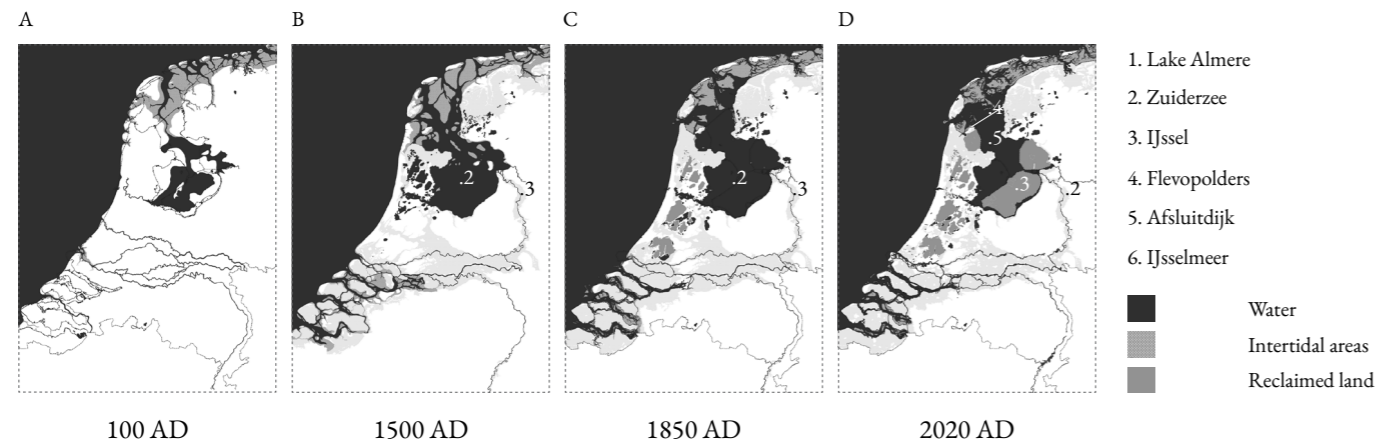 A
B
C
D
.2
.3
.2
.3
4
.5
.3
.2
1. Lake Almere
2. Zuiderzee
3. IJssel
4. Flevopolders
5. Afsluitdijk
6. IJsselmeer
Water
Intertidal areas
Reclaimed land
100 AD
1500 AD
1850 AD
2020 AD